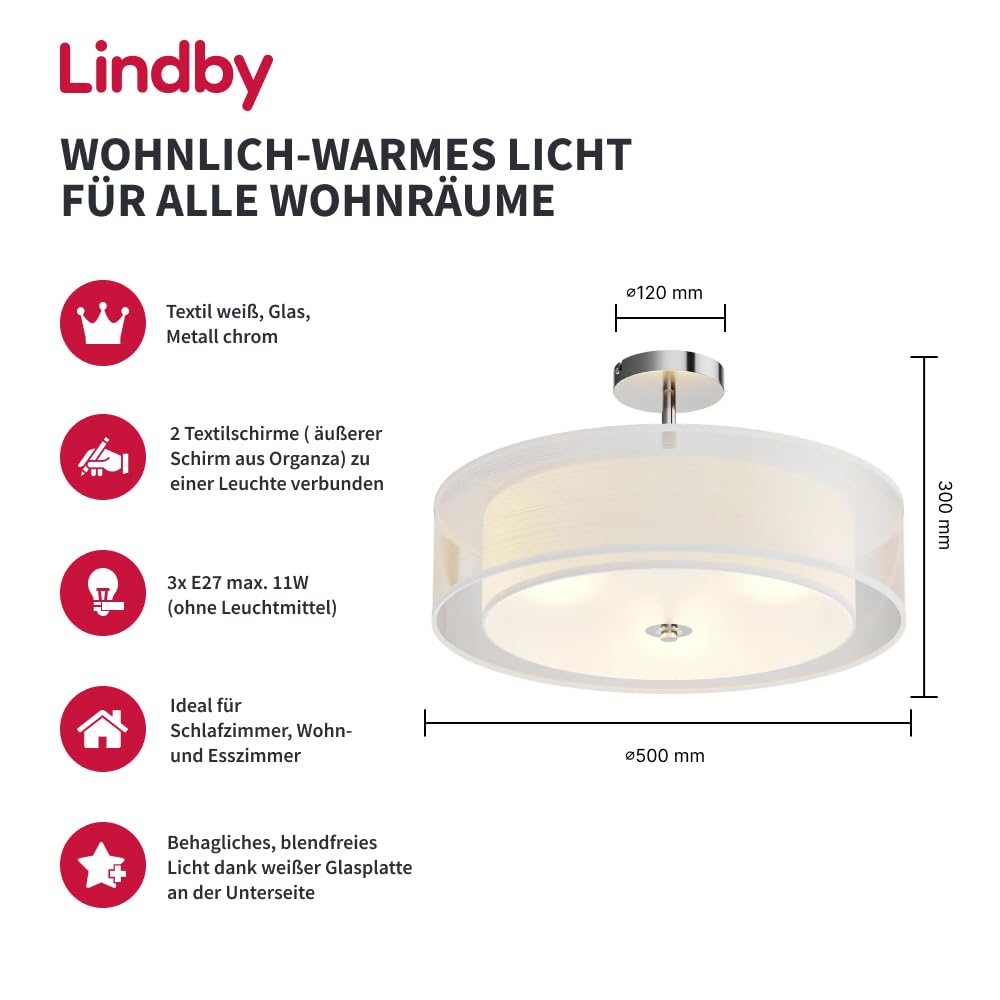 Lindby
WOHNLICH-WARMES LICHT
FÜR ALLE WOHNRÄUME
Textil weiß, Glas,
Metall chrom
2 Textilschirme ( äußerer
Schirm aus Organza) zu
einer Leuchte verbunden
3x E27 max. 11W
(ohne Leuchtmittel)
Ideal für
Schlafzimmer, Wohn-
und Esszimmer
Behagliches, blendfreies
Licht dank weißer Glasplatte
an der Unterseite
⌀120 mm
300 mm
⌀500 mm